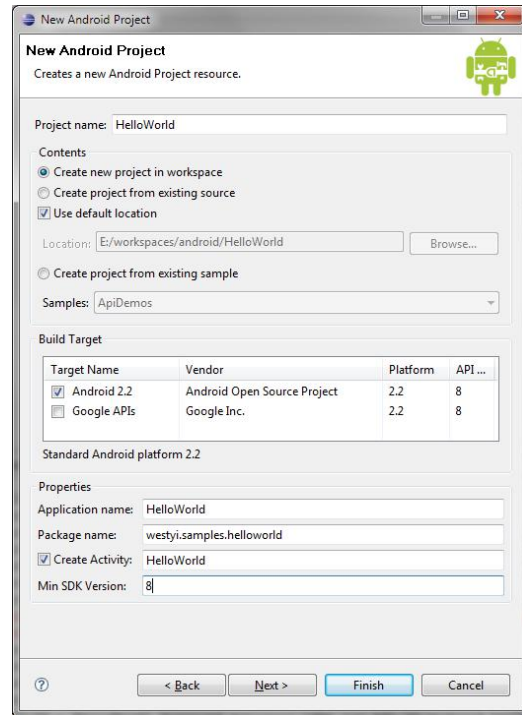 New Android Project
New Android Project
Creates a new Android Project resource.
Project name: HelloWorld
Contents
Create new project in workspace
Create project from existing source
Use default location
Location: E:/workspaces/android/HelloWorld Browse...
Create project from existing sample
Samples: ApiDemos
Build Target
Target Name Vendor Platform API ...
Android 2.2 Android Open Source Project 2.2 8
Google APIs Google Inc. 2.2 8
Standard Android platform 2.2
Properties
Application name: HelloWorld
Package name: westyi.samples.helloworld
Create Activity: HelloWorld
Min SDK Version: 8
? < Back Next > Finish Cancel